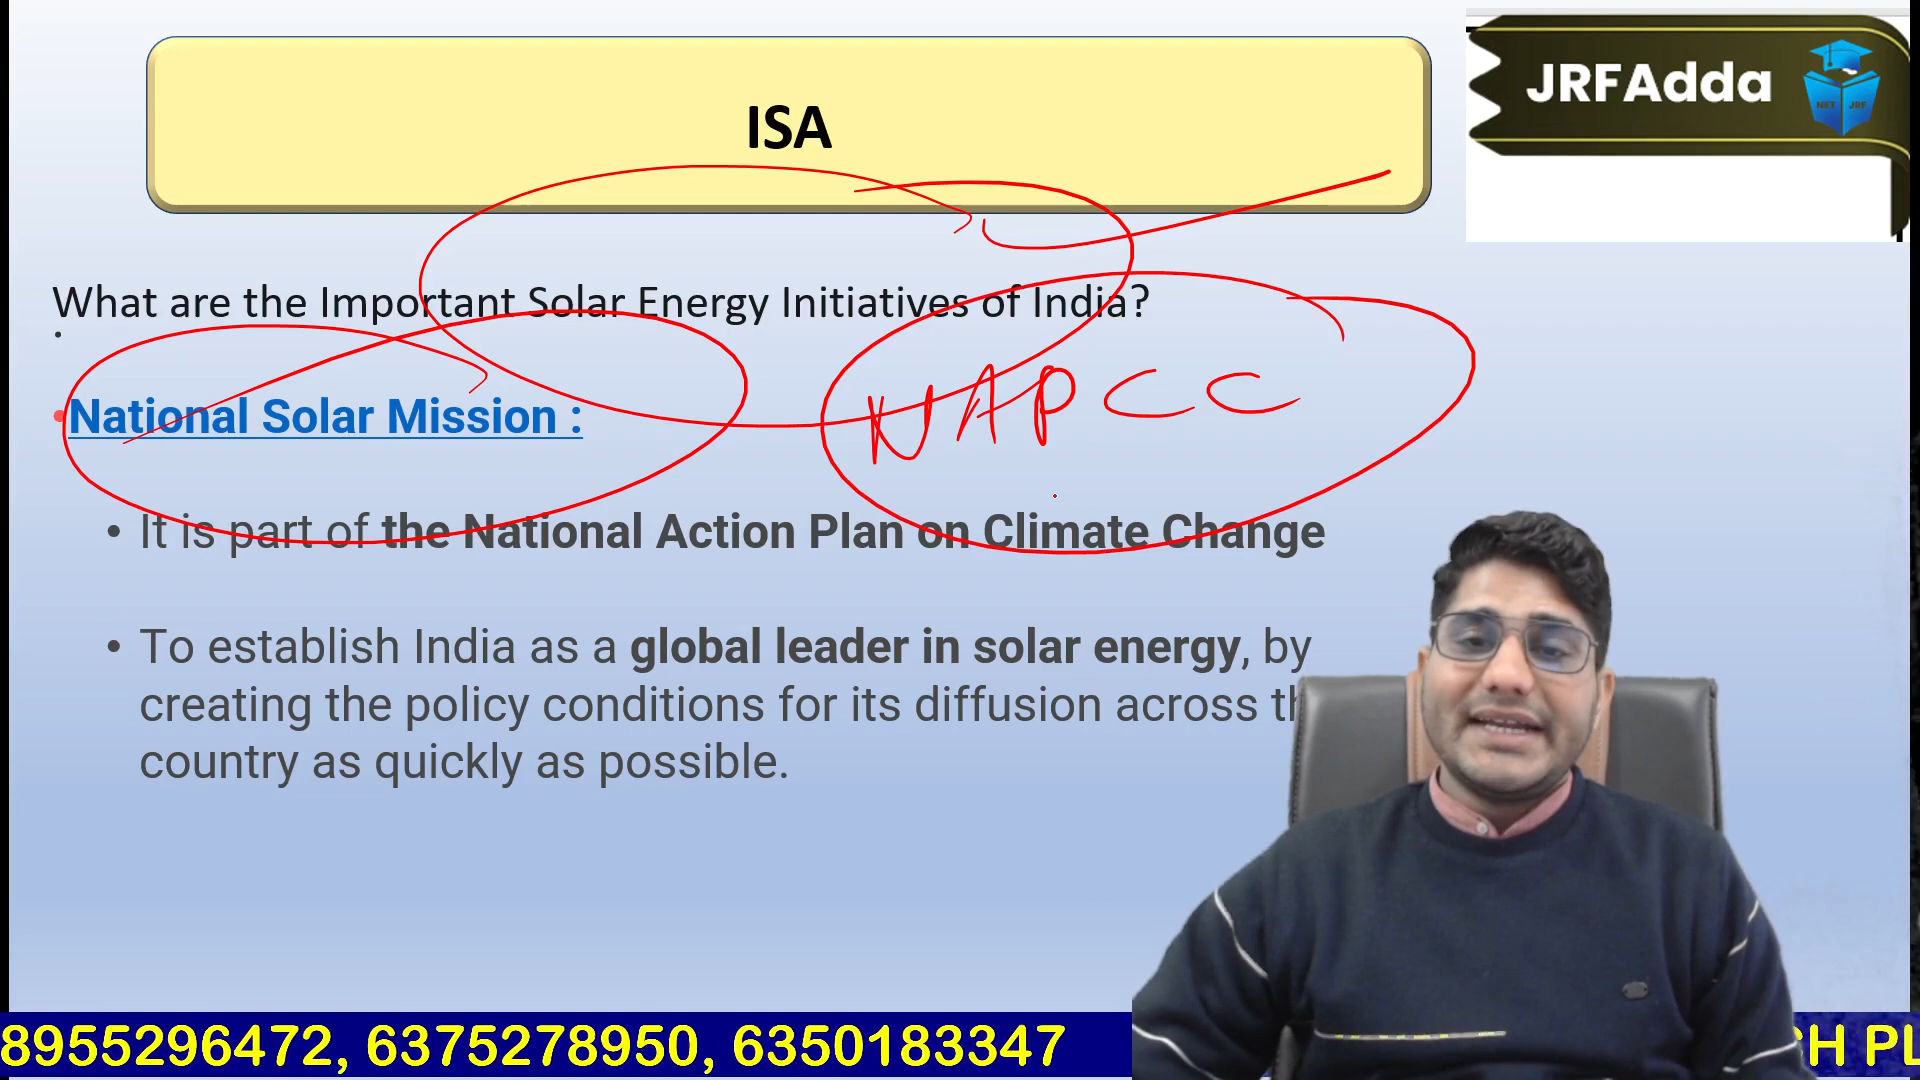 ISA
JRFAdda
NET JRF
What are the Important Solar Energy Initiatives of India?
National Solar Mission :
NAPCC
It is part of the National Action Plan on Climate Change
To establish India as a global leader in solar energy, by
creating the policy conditions for its diffusion across
country as quickly as possible.
8955296472, 6375278950, 6350183347